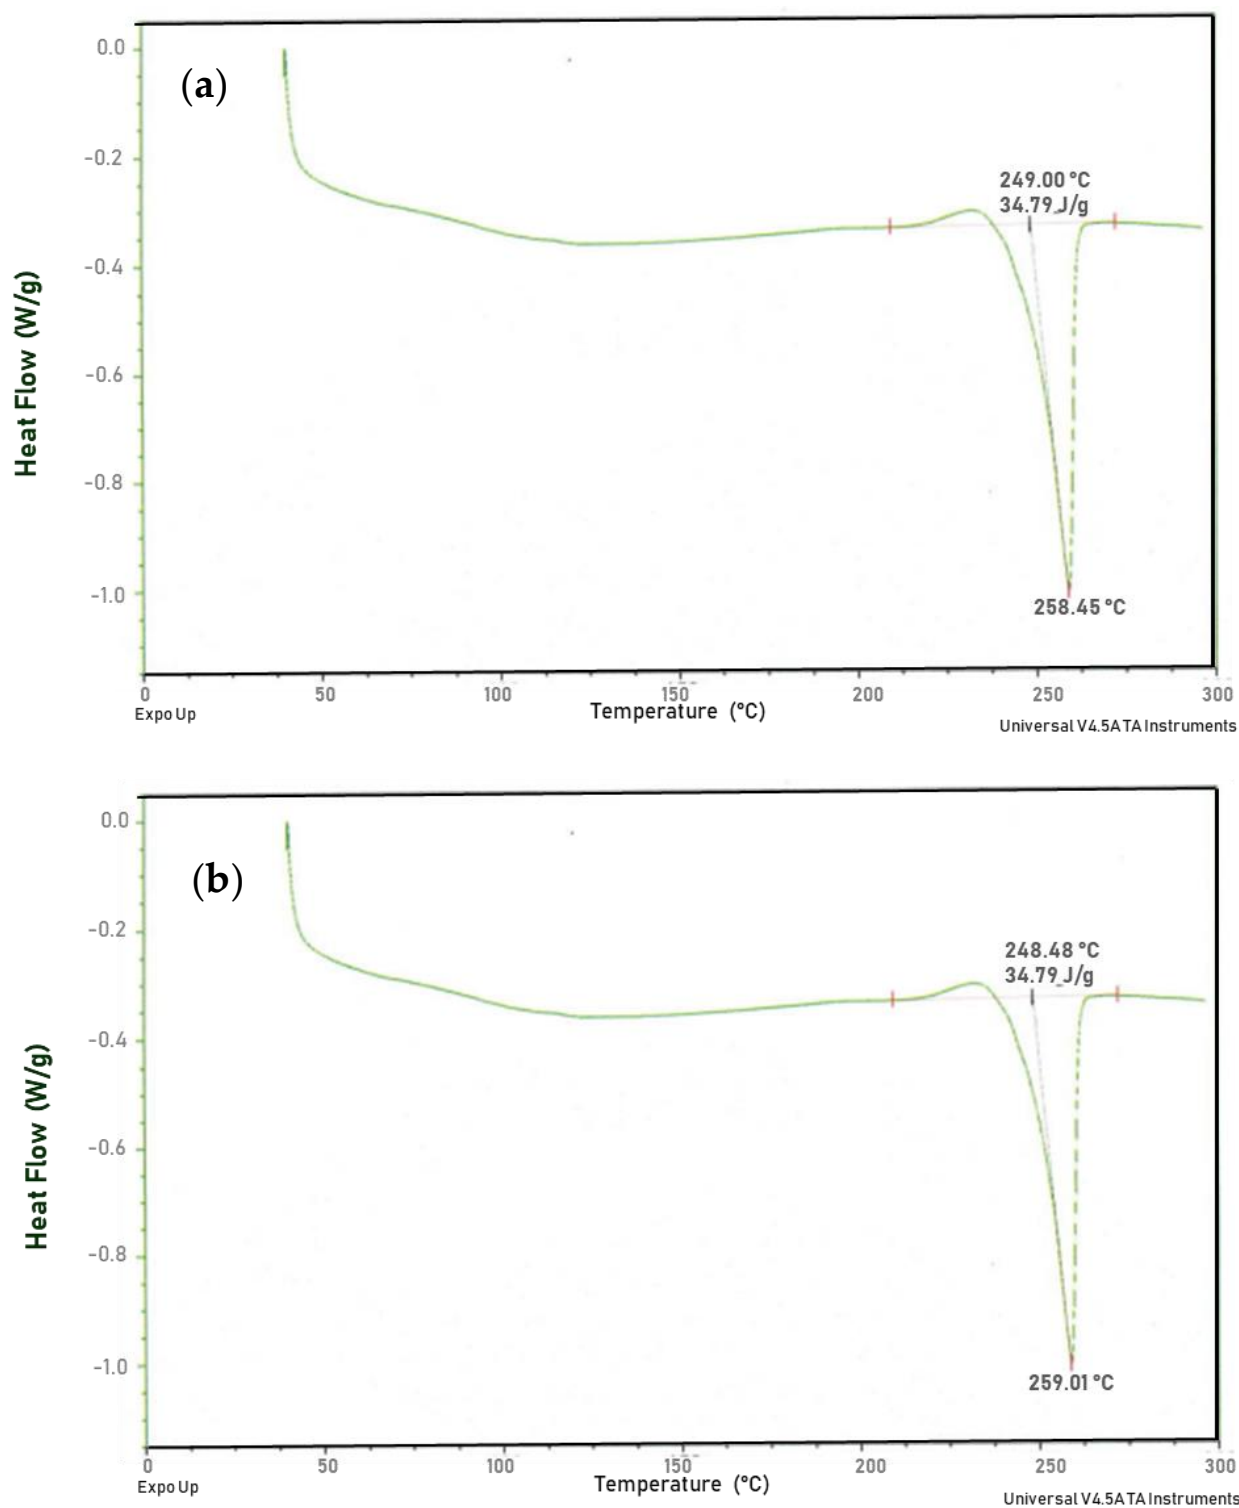 (a)
0.0
-0.2
-0.4
-0.6
-0.8
-1.0
Heat Flow (W/g)
249.00 °C
34.79 J/g
258.45 °C
0 50 100 150 200 250 300
Expo Up
Temperature (°C)
Universal V4.5A TA Instruments
(b)
0.0
-0.2
-0.4
-0.6
-0.8
-1.0
Heat Flow (W/g)
248.48 °C
34.79 J/g
259.01 °C
0 50 100 150 200 250 300
Expo Up
Temperature (°C)
Universal V4.5A TA Instruments